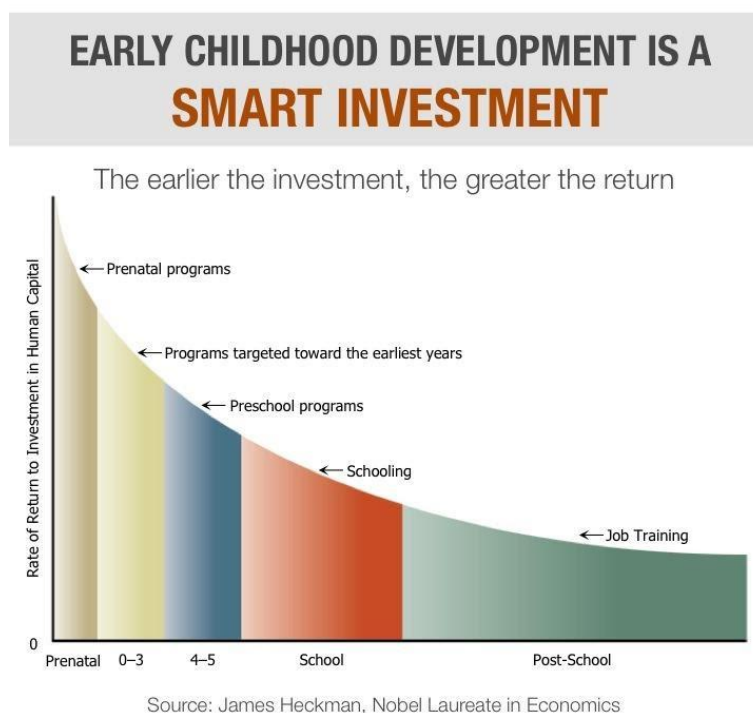 EARLY CHILDHOOD DEVELOPMENT IS A
SMART INVESTMENT
The earlier the investment, the greater the return
Rate of Return to Investment in Human Capital
Prenatal programs
Programs targeted toward the earliest years
Preschool programs
Schooling
Job Training
0
Prenatal
0–3
4–5
School
Post-School
Source: James Heckman, Nobel Laureate in Economics